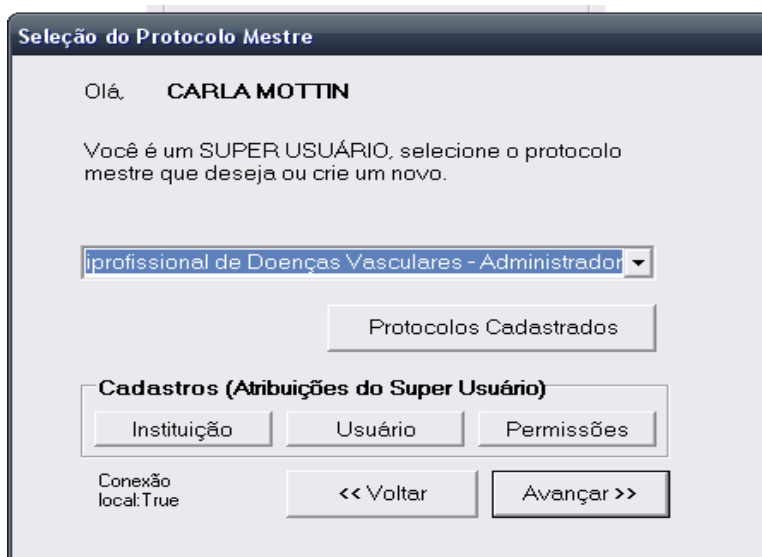 Seleção do Protocolo Mestre
Olá, CARLA MOTTIN
Você é um SUPER USUÁRIO, selecione o protocolo
mestre que deseja ou crie um novo.
iprofissional de Doenças Vasculares - Administrador
Protocolos Cadastrados
Cadastros (Atribuições do Super Usuário)
Instituição Usuário Permissões
Conexão
local:True
<< Voltar Avançar >>